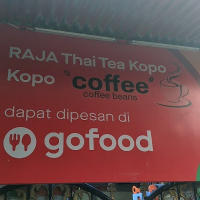 RAJA Thai Tea Kopo
Kopo "coffee"
coffee beans
dapat dipesan di
gofood